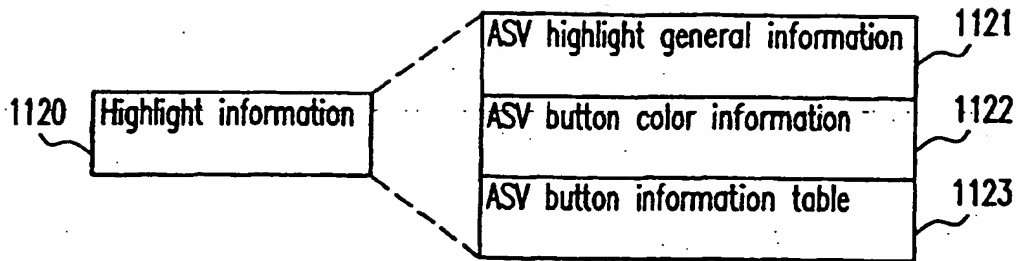 ASV highlight general information 1121
1120 Highlight information
ASV button color information 1122
ASV button information table 1123